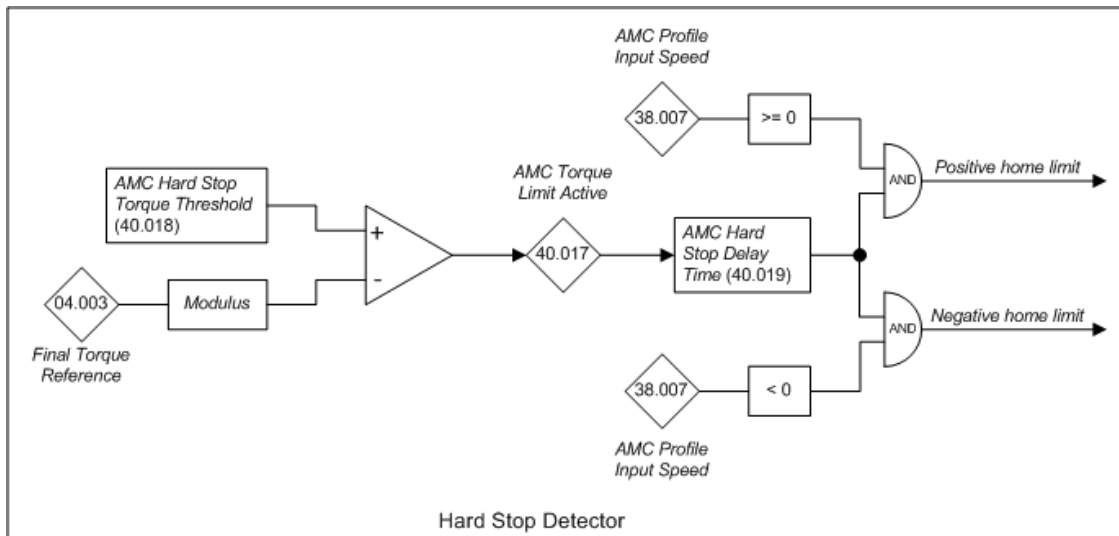 AMC Profile
Input Speed
38.007
>= 0
AND
Positive home limit
AMC Hard Stop
Torque Threshold
(40.018)
+
-
AMC Torque
Limit Active
40.017
AMC Hard
Stop Delay
Time (40.019)
04.003
Modulus
Final Torque
Reference
AND
Negative home limit
38.007
< 0
AMC Profile
Input Speed
Hard Stop Detector